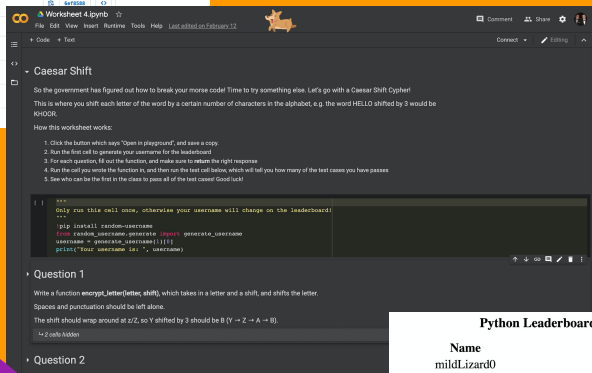 6ef0588
Worksheet 4.ipynb
File Edit View Insert Runtime Tools Help Last edited on February 12
Comment Share
+ Code + Text
Connect Editing
Caesar Shift
So the government has figured out how to break your morse code! Time to try something else. Let's go with a Caesar Shift Cypher!
This is where you shift each letter of the word by a certain number of characters in the alphabet, e.g. the word HELLO shifted by 3 would be
KHOOR.
How this worksheet works:
1. Click the button which says "Open in playground", and save a copy.
2. Run the first cell to generate your username for the leaderboard
3. For each question, fill out the function, and make sure to return the right response
4. Run the cell you wrote the function in, and then run the test cell below, which will tell you how many of the test cases you have passes
5. See who can be the first in the class to pass all of the test cases! Good luck!
[ ] """
Only run this cell once, otherwise your username will change on the leaderboard!
"""
!pip install random-username
from random_username.generate import generate_username
username = generate_username(1)[0]
print("Your username is: ", username)
Question 1
Write a function encrypt_letter(letter, shift), which takes in a letter and a shift, and shifts the letter.
Spaces and punctuation should be left alone.
The shift should wrap around at z/Z, so Y shifted by 3 should be B (Y → Z → A → B).
2 cells hidden
Question 2
Python Leaderboard
Name
mildLizard0